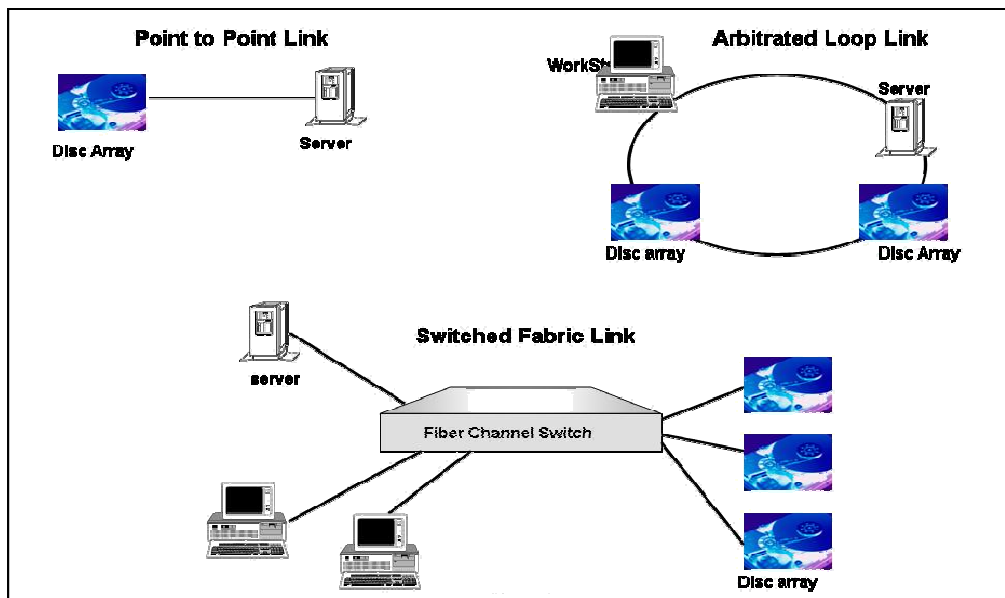 Point to Point Link
Disc Array
Server
Arbitrated Loop Link
WorkSt
Server
Disc array
Disc Array
Switched Fabric Link
server
Fiber Channel Switch
Disc array